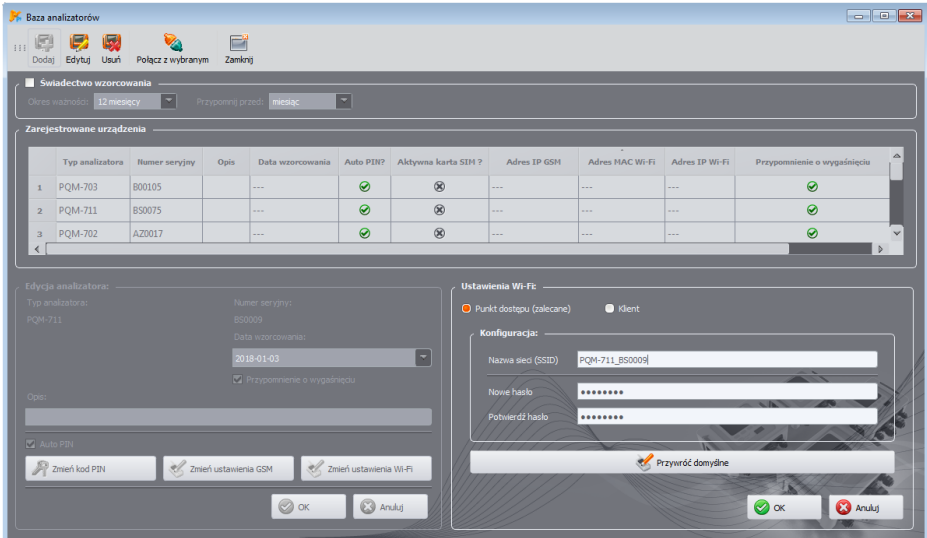 Baza analizatorów
Dodaj Edytuj Usuń Połącz z wybranym Zamknij
Świadectwo wzorcowania
Okres ważności: 12 miesięcy Przypomnij przed: miesiąc
Zarejestrowane urządzenia
Typ analizatora Numer seryjny Opis Data wzorcowania Auto PIN? Aktywna karta SIM ? Adres IP GSM Adres MAC Wi-Fi Adres IP Wi-Fi Przypomnienie o wygaśnięciu
1 PQM-703 B00105 --- --- --- ---
2 PQM-711 BS0075 --- --- --- ---
3 PQM-702 AZ0017 --- --- --- ---
Edycja analizatora:
Typ analizatora: Numer seryjny:
PQM-711 BS0009
Data wzorcowania:
2018-01-03
Przypomnienie o wygaśnięciu
Opis:
Auto PIN
Zmień kod PIN Zmień ustawienia GSM Zmień ustawienia Wi-Fi
OK Anuluj
Ustawienia Wi-Fi:
Punkt dostępu (zalecane) Klient
Konfiguracja:
Nazwa sieci (SSID) PQM-711_BS0009
Nowe hasło ••••••••
Potwierdź hasło ••••••••
Przywróć domyślne
OK Anuluj